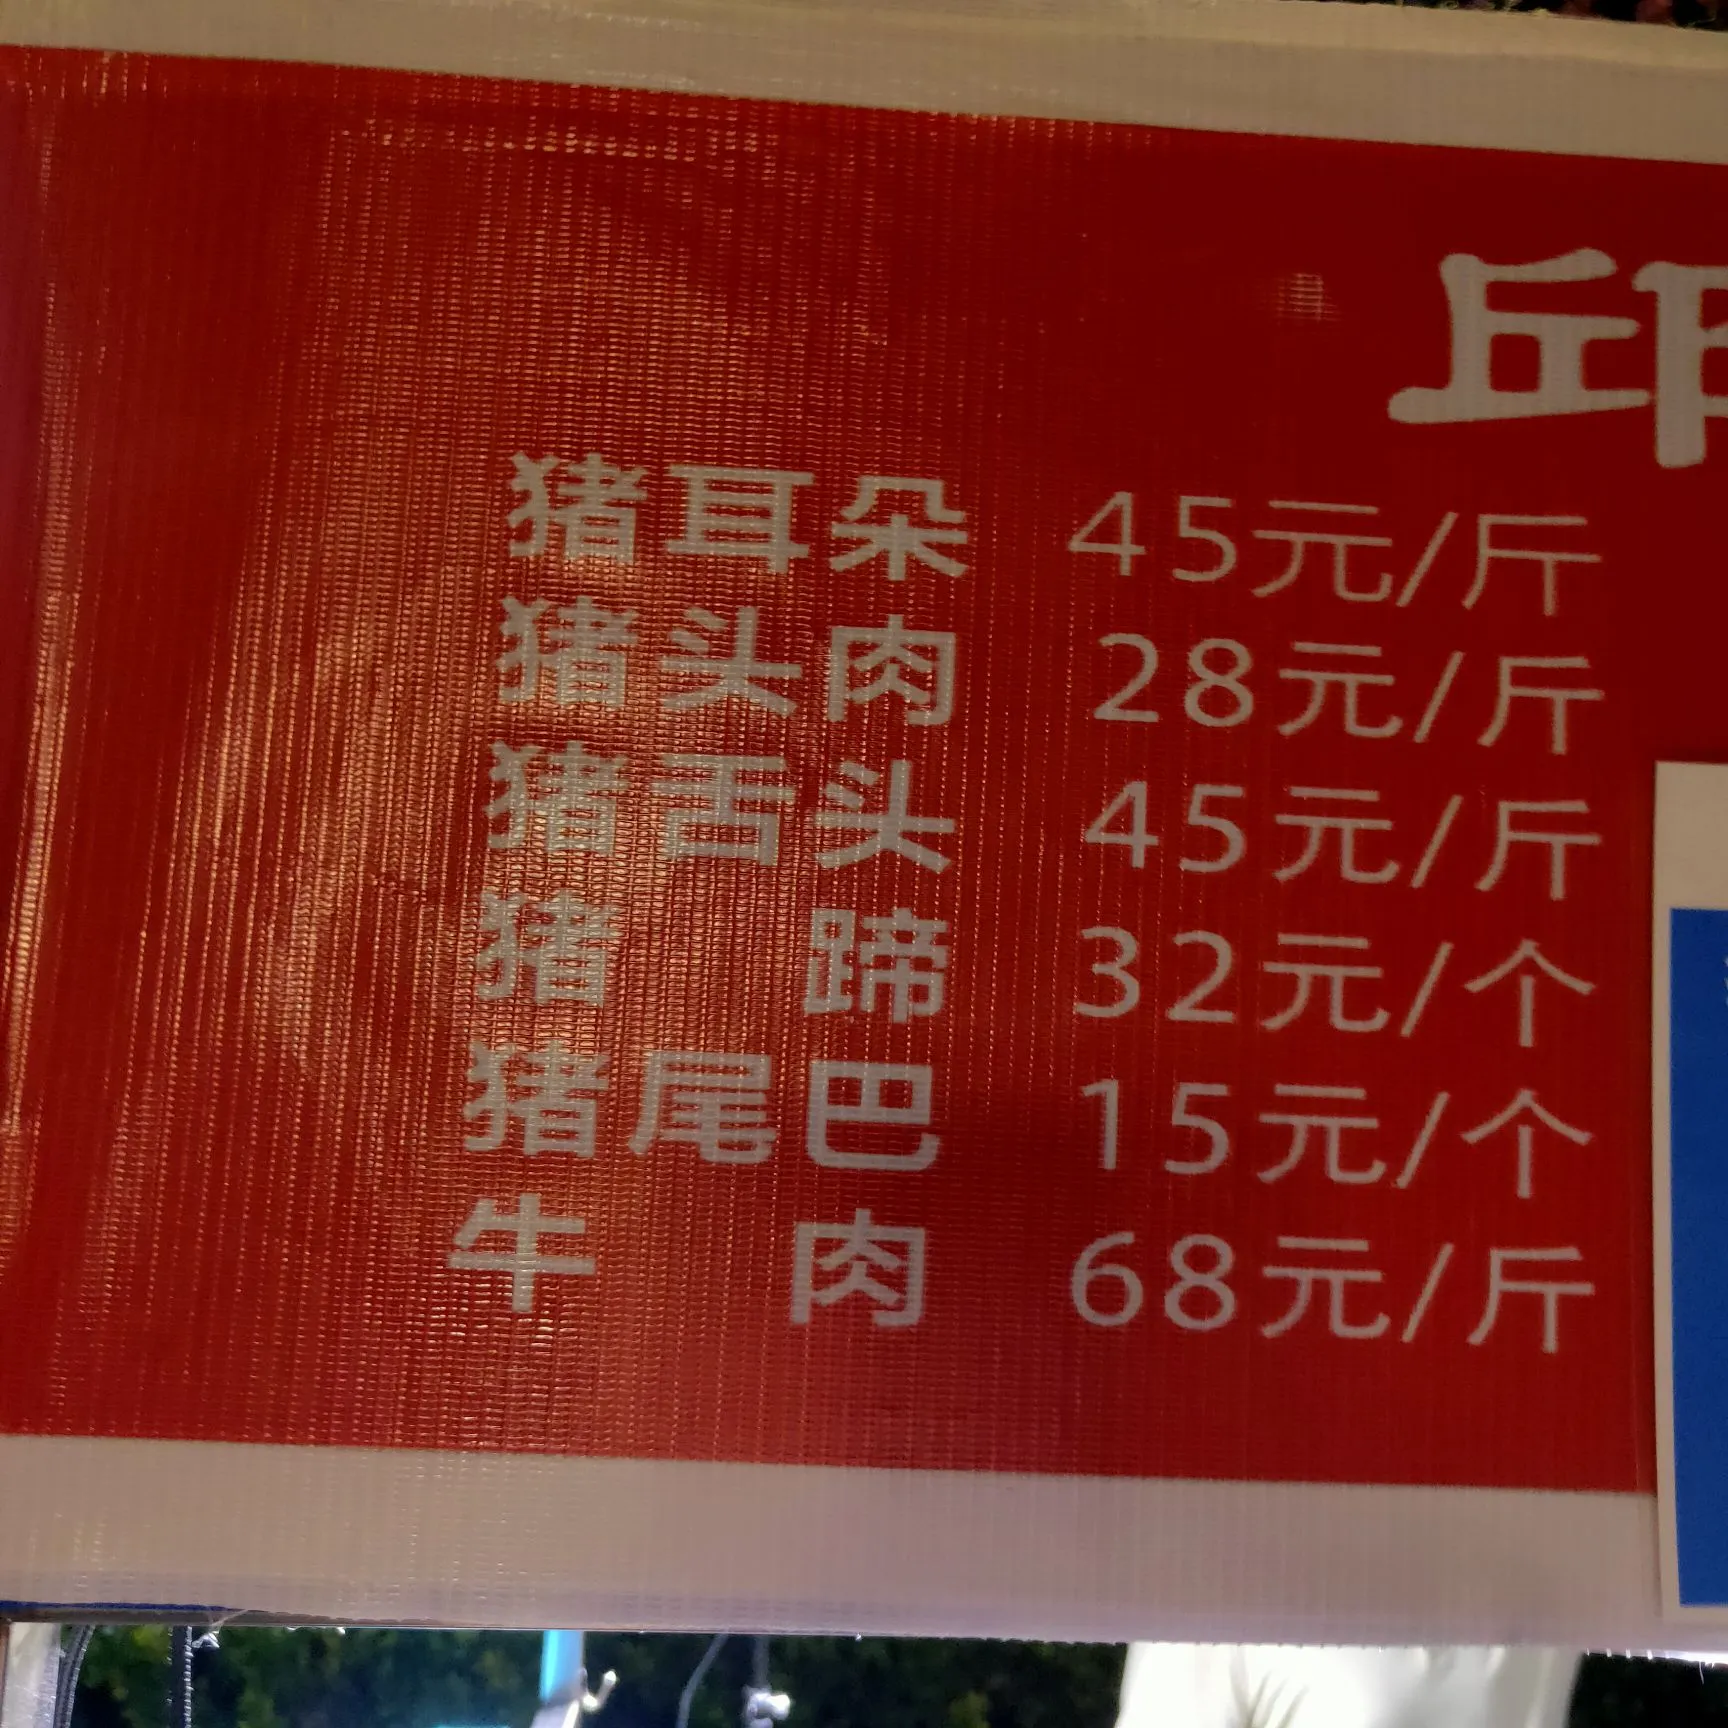 邱
猪耳朵 45元/斤
猪头肉 28元/斤
猪舌头 45元/斤
猪蹄 32元/个
猪尾巴 15元/个
牛肉 68元/斤